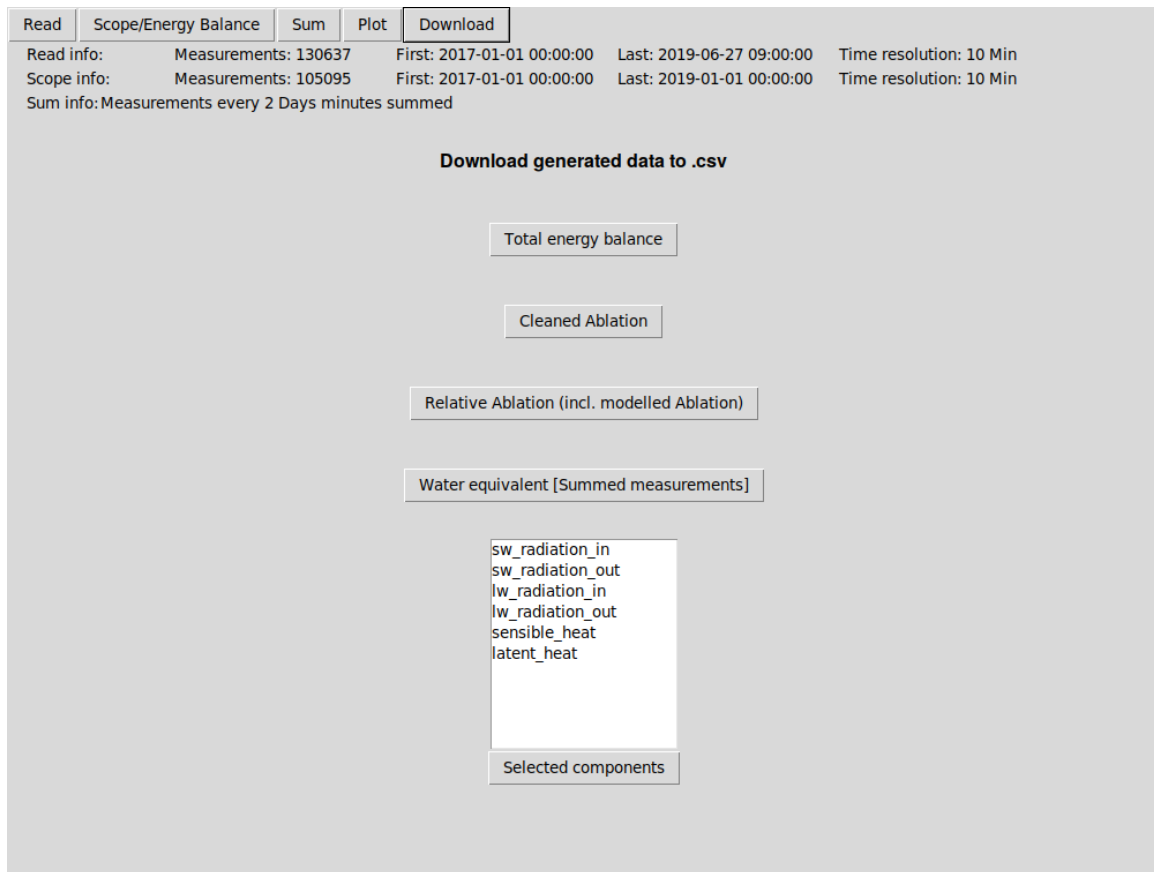 Read Scope/Energy Balance Sum Plot Download
Read info: Measurements: 130637 First: 2017-01-01 00:00:00 Last: 2019-06-27 09:00:00 Time resolution: 10 Min
Scope info: Measurements: 105095 First: 2017-01-01 00:00:00 Last: 2019-01-01 00:00:00 Time resolution: 10 Min
Sum info: Measurements every 2 Days minutes summed
Download generated data to .csv
Total energy balance
Cleaned Ablation
Relative Ablation (incl. modelled Ablation)
Water equivalent [Summed measurements]
sw_radiation_in
sw_radiation_out
lw_radiation_in
lw_radiation_out
sensible_heat
latent_heat
Selected components